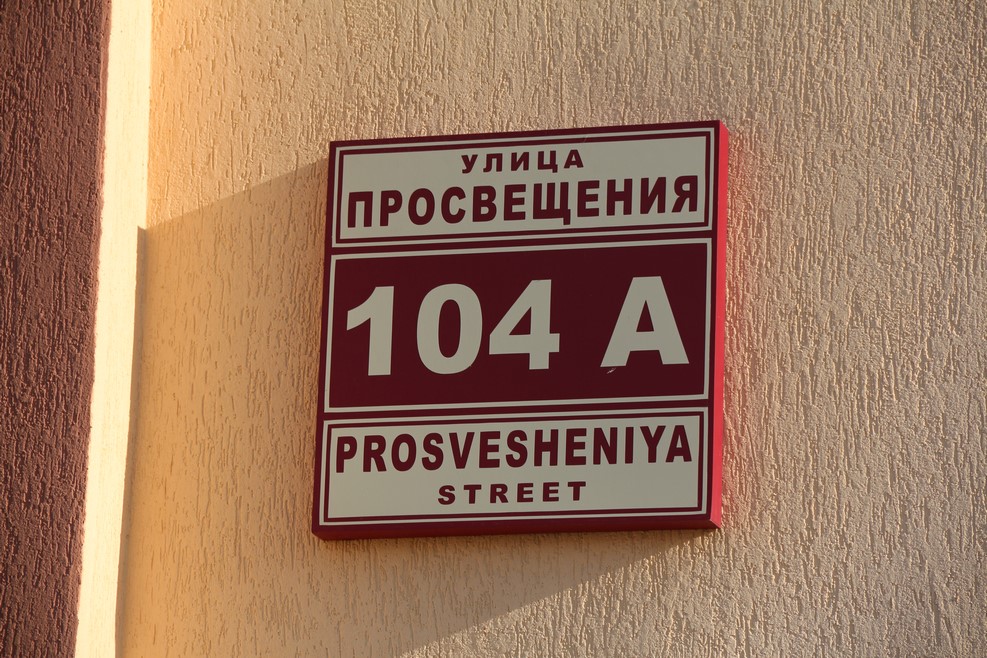 УЛИЦА
ПРОСВЕЩЕНИЯ
104 А
PROSVESHENIYA
STREET